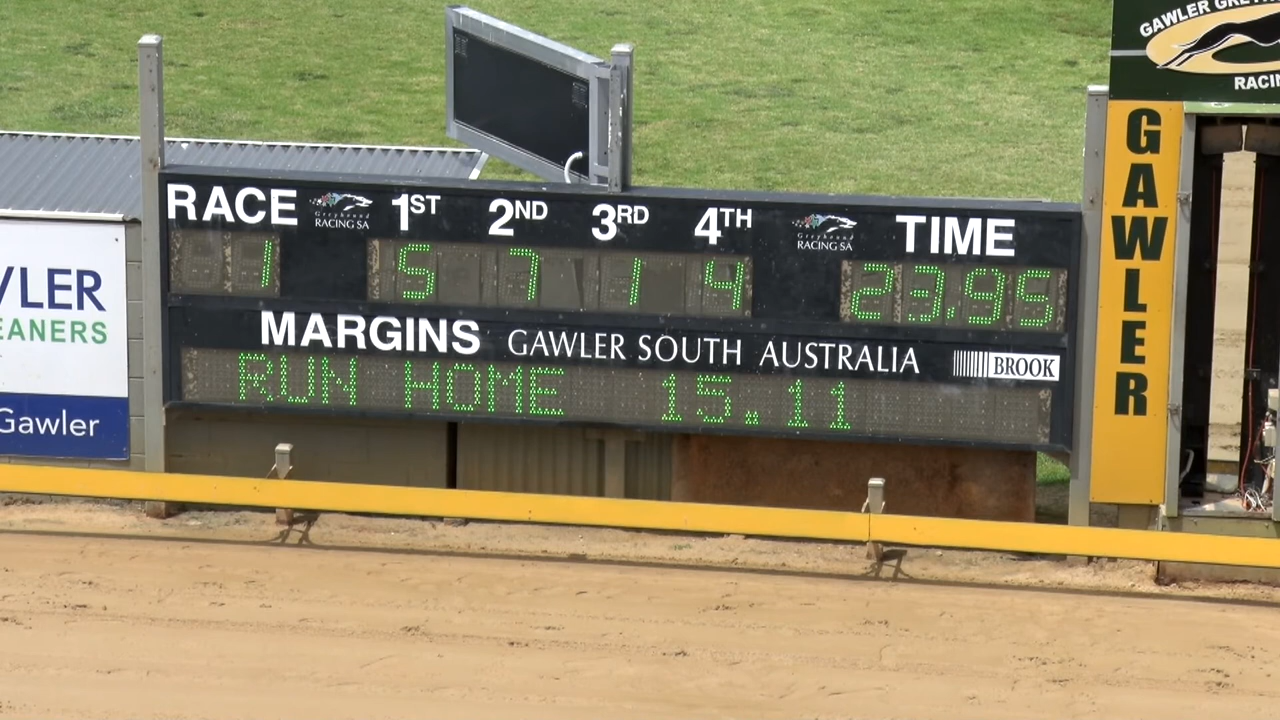 GAWLER GREY
RACIN
GAWLER
RACE 1ST 2ND 3RD 4TH TIME
Greyhound
RACING SA
Greyhound
RACING SA
1 5 7 1 4 23.95
MARGINS GAWLER SOUTH AUSTRALIA BROOK
RUN HOME 15.11
VLER
EANERS
Gawler